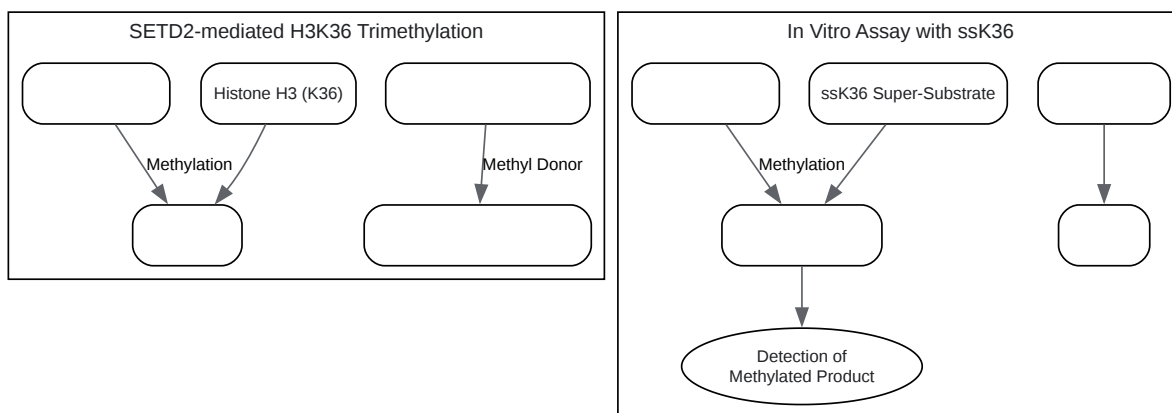 SETD2-mediated H3K36 Trimethylation
Histone H3 (K36)
Methylation
Methyl Donor
In Vitro Assay with ssK36
ssK36 Super-Substrate
Methylation
Detection of
Methylated Product